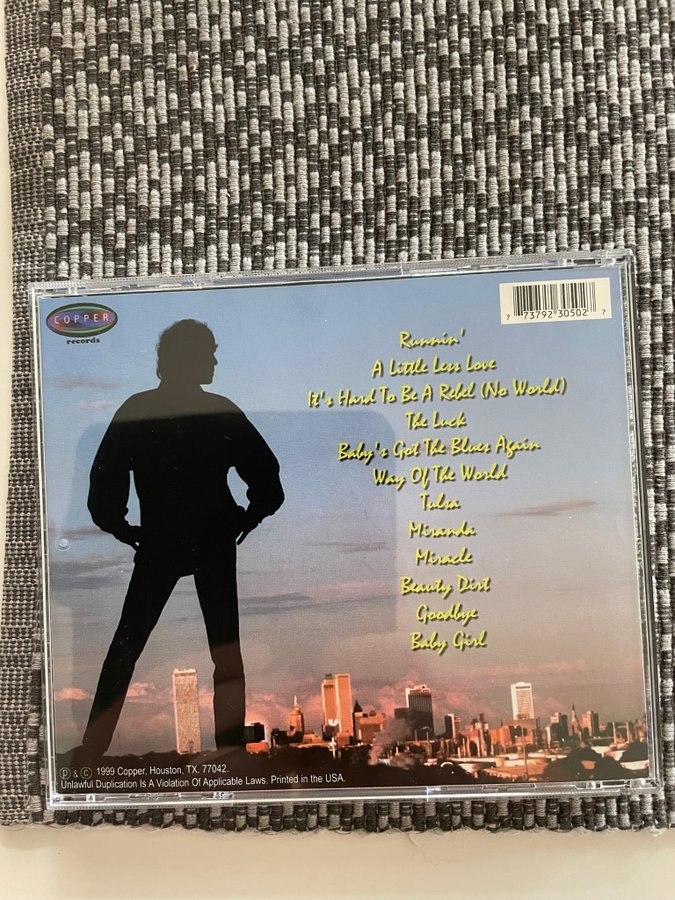 COPPER
records
7 73792 30502 7
Runnin'
A Little Less Love
It's Hard To Be A Rebel (No World)
The Luck
Baby's Got The Blues Again
Way Of The World
Tulsa
Miranda
Miracle
Beauty Dirt
Goodbye
Baby Girl
℗ & © 1999 Copper, Houston, TX. 77042.
Unlawful Duplication Is A Violation Of Applicable Laws. Printed in the USA.